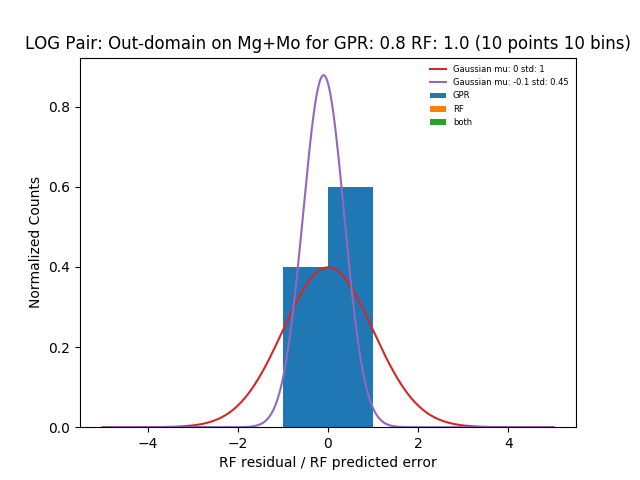 LOG Pair: Out-domain on Mg+Mo for GPR: 0.8 RF: 1.0 (10 points 10 bins)
Gaussian mu: 0 std: 1
Gaussian mu: -0.1 std: 0.45
GPR
RF
both
Normalized Counts
0.8
0.6
0.4
0.2
0.0
−4 −2 0 2 4
RF residual / RF predicted error